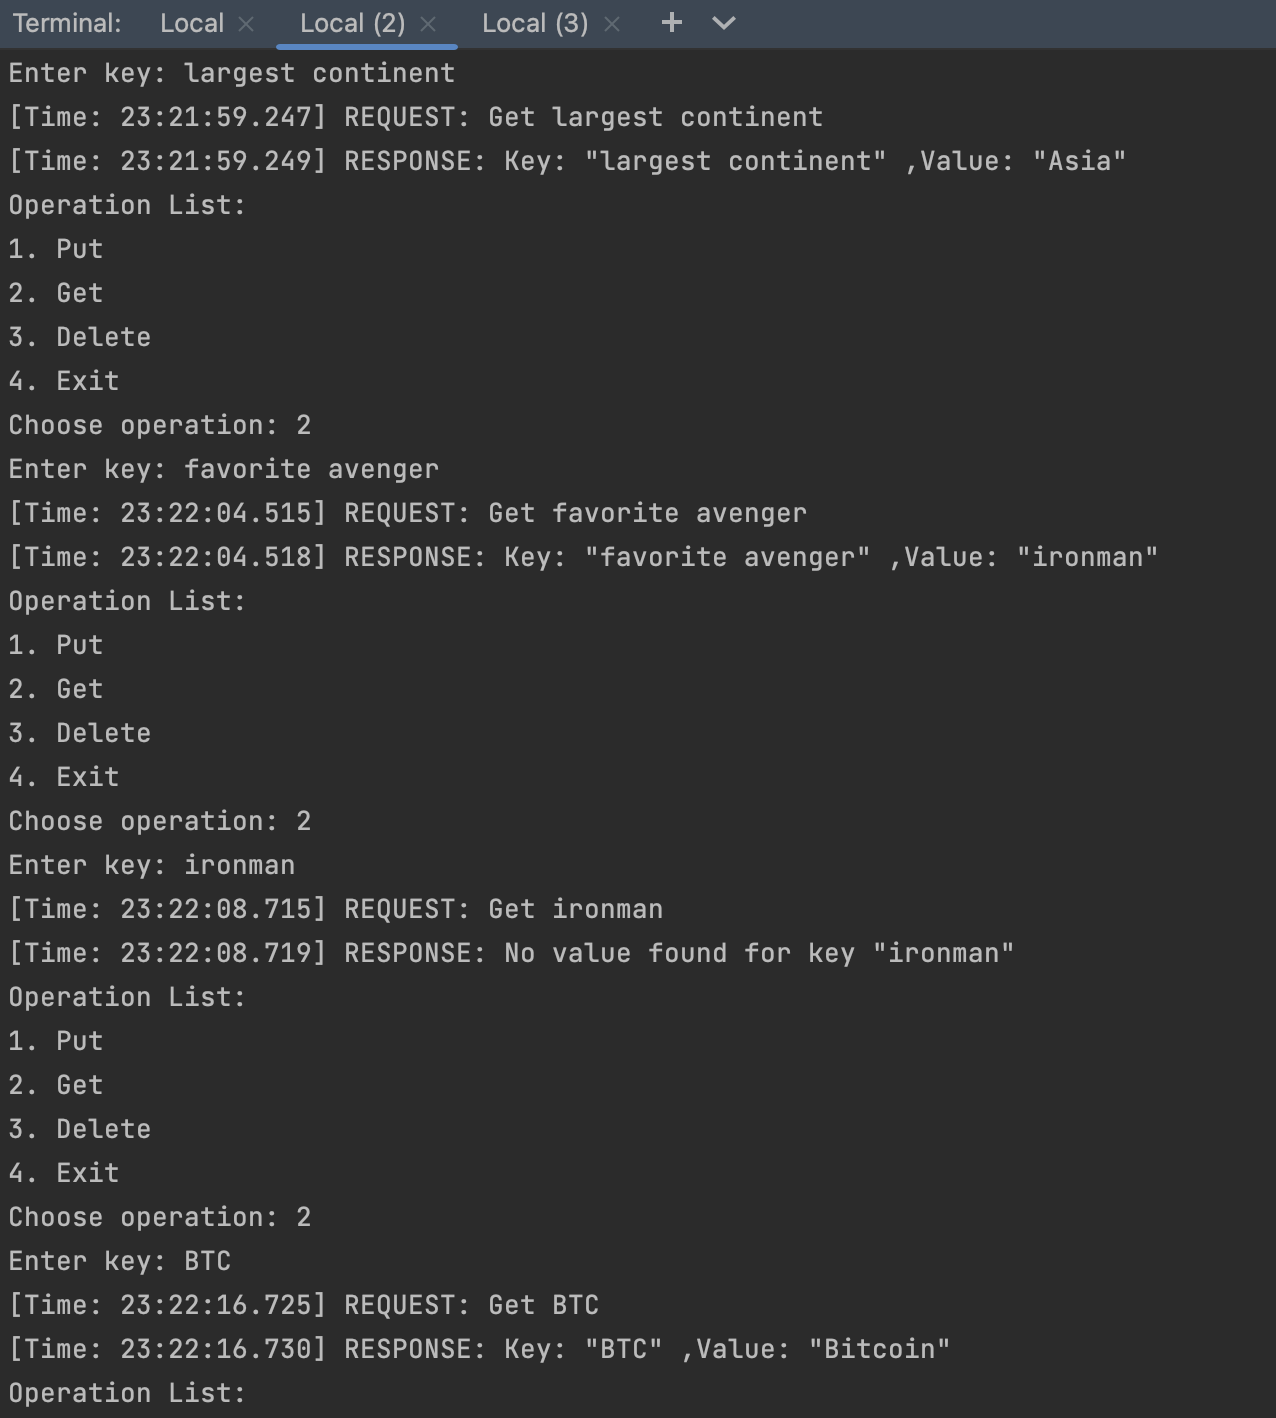 Terminal: Local Local (2) Local (3)
Enter key: largest continent
[Time: 23:21:59.247] REQUEST: Get largest continent
[Time: 23:21:59.249] RESPONSE: Key: "largest continent" ,Value: "Asia"
Operation List:
1. Put
2. Get
3. Delete
4. Exit
Choose operation: 2
Enter key: favorite avenger
[Time: 23:22:04.515] REQUEST: Get favorite avenger
[Time: 23:22:04.518] RESPONSE: Key: "favorite avenger" ,Value: "ironman"
Operation List:
1. Put
2. Get
3. Delete
4. Exit
Choose operation: 2
Enter key: ironman
[Time: 23:22:08.715] REQUEST: Get ironman
[Time: 23:22:08.719] RESPONSE: No value found for key "ironman"
Operation List:
1. Put
2. Get
3. Delete
4. Exit
Choose operation: 2
Enter key: BTC
[Time: 23:22:16.725] REQUEST: Get BTC
[Time: 23:22:16.730] RESPONSE: Key: "BTC" ,Value: "Bitcoin"
Operation List: